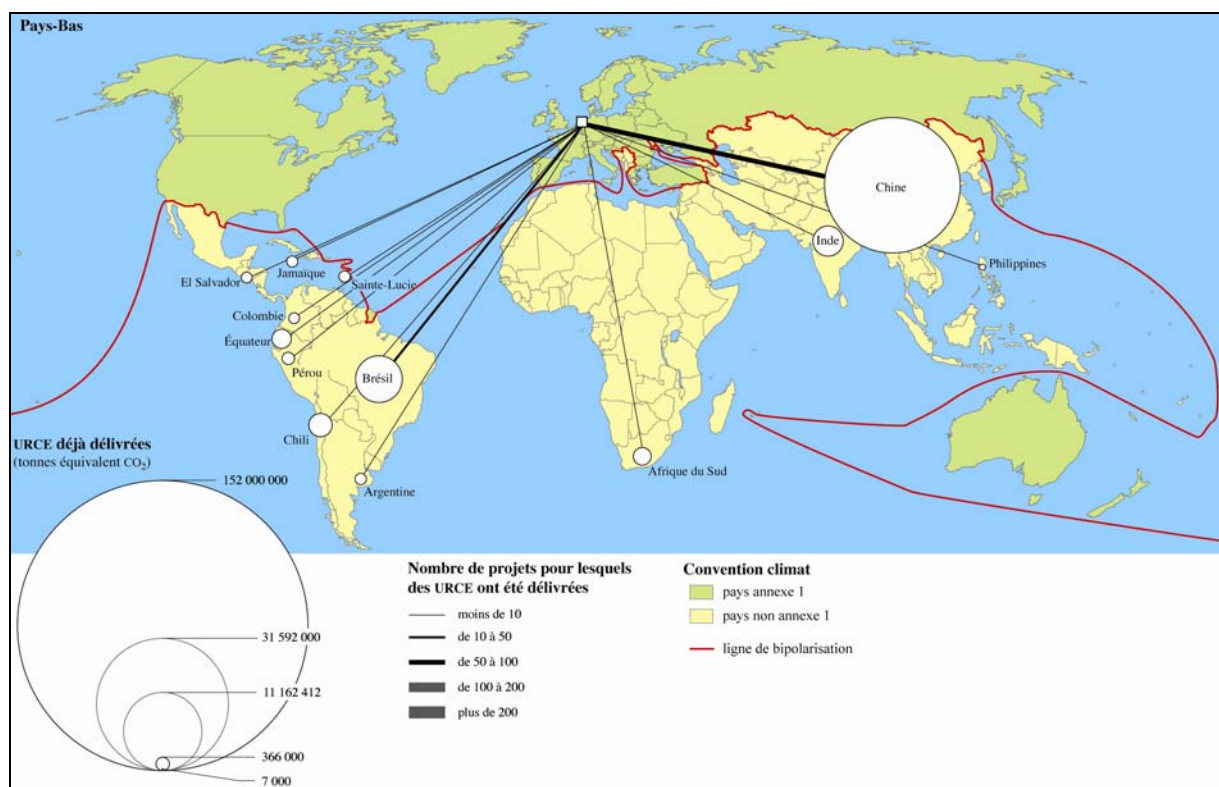 Pays-Bas
Chine
Inde
Philippines
Jamaïque
El Salvador
Sainte-Lucie
Colombie
Équateur
Pérou
Brésil
Chili
Argentine
Afrique du Sud
URCE déjà délivrées
(tonnes équivalent CO₂)
152 000 000
31 592 000
11 162 412
366 000
7 000
Nombre de projets pour lesquels
des URCE ont été délivrées
moins de 10
de 10 à 50
de 50 à 100
de 100 à 200
plus de 200
Convention climat
pays annexe 1
pays non annexe 1
ligne de bipolarisation